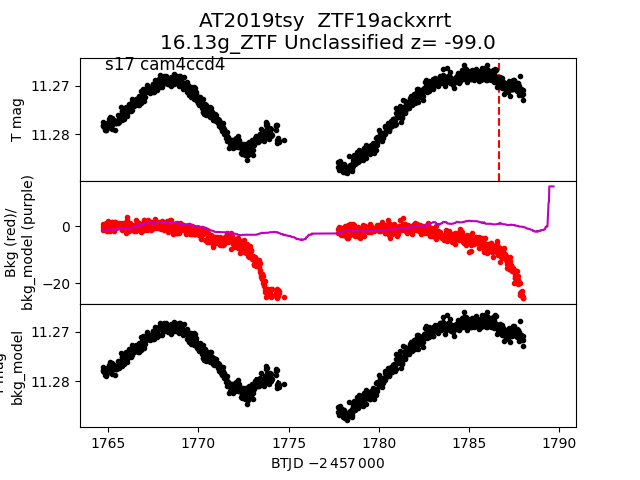 AT2019tsy  ZTF19ackxrrt
16.13g_ZTF Unclassified z= -99.0
s17 cam4ccd4
T mag
11.27
11.28
Bkg (red)/
bkg_model (purple)
0
−20
mag
bkg_model
11.27
11.28
1765 1770 1775 1780 1785 1790
BTJD −2 457 000